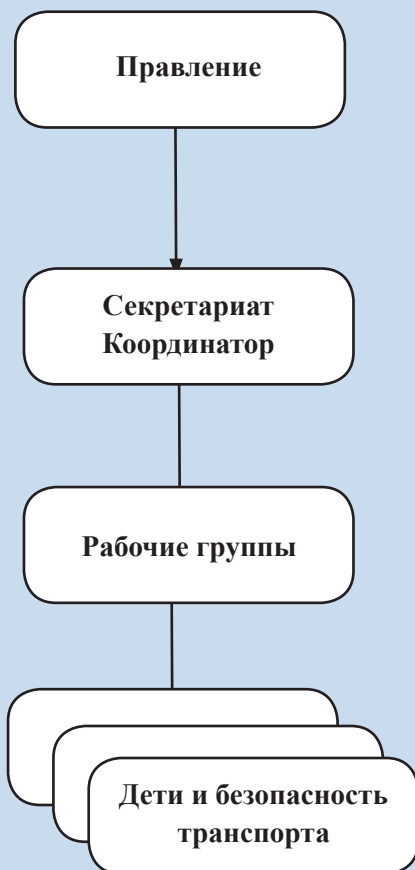 Правление
Секретариат
Координатор
Рабочие группы
Дети и безопасность
транспорта